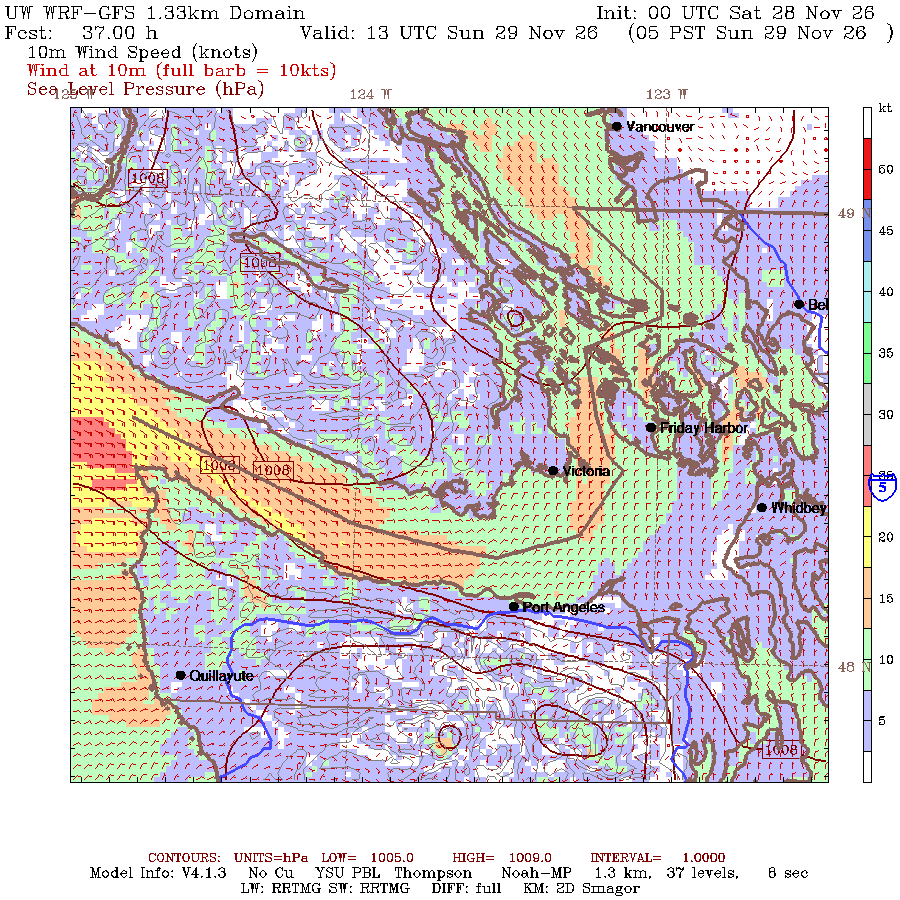 UW WRF-GFS 1.33km Domain Init: 00 UTC Sat 28 Nov 26
Fcst: 37.00 h Valid: 13 UTC Sun 29 Nov 26 (05 PST Sun 29 Nov 26 )
10m Wind Speed (knots)
Wind at 10m (full barb = 10kts)
Sea Level Pressure (hPa)
125 W 124 W 123 W
kt
Vancouver
60
1008
49 N
45
1008
40
Bel
35
30
Friday Harbor
1008 1008
Victoria
25
5
Whidbey
20
15
Port Angeles
10
48 N
Quillayute
5
1008
CONTOURS: UNITS=hPa LOW= 1005.0 HIGH= 1009.0 INTERVAL= 1.0000
Model Info: V4.1.3 No Cu YSU PBL Thompson Noah-MP 1.3 km, 37 levels, 8 sec
LW: RRTMG SW: RRTMG DIFF: full KM: 2D Smagor